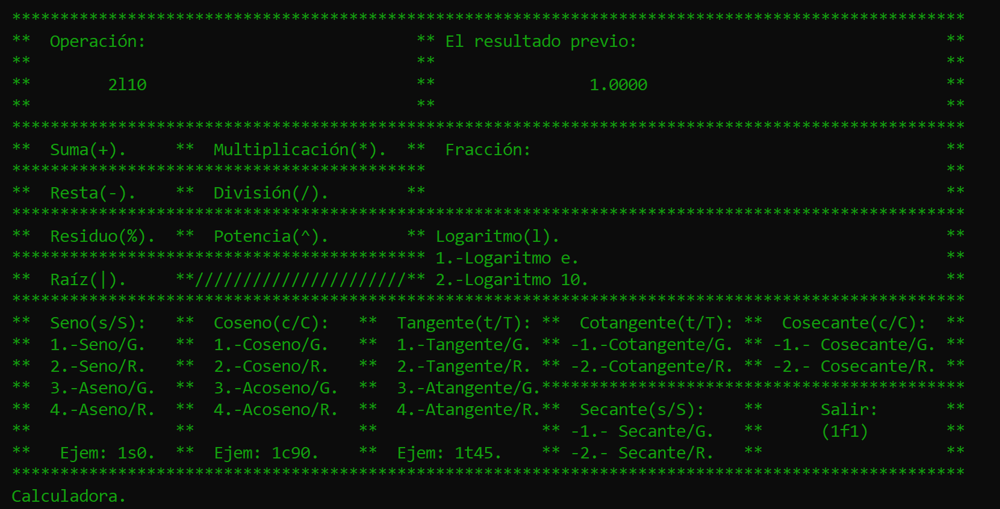 ***************************************************************************************************
**  Operación:                            ** El resultado previo:                                **
**                                        **                                                     **
**        2l10                            **                1.0000                               **
**                                        **                                                     **
***************************************************************************************************
**  Suma(+).     **  Multiplicación(*).  **  Fracción:                                           **
*******************************************                                                      **
**  Resta(-).    **  División(/).        **                                                      **
***************************************************************************************************
**  Residuo(%).  **  Potencia(^).        ** Logaritmo(l).                                        **
******************************************* 1.-Logaritmo e.                                      **
**  Raíz(|).     **//////////////////////** 2.-Logaritmo 10.                                     **
***************************************************************************************************
**  Seno(s/S):   **  Coseno(c/C):   **  Tangente(t/T): **  Cotangente(t/T): **  Cosecante(c/C):  **
**  1.-Seno/G.   **  1.-Coseno/G.   **  1.-Tangente/G. ** -1.-Cotangente/G. ** -1.- Cosecante/G. **
**  2.-Seno/R.   **  2.-Coseno/R.   **  2.-Tangente/R. ** -2.-Cotangente/R. ** -2.- Cosecante/R. **
**  3.-Aseno/G.  **  3.-Acoseno/G.  **  3.-Atangente/G.********************************************
**  4.-Aseno/R.  **  4.-Acoseno/R.  **  4.-Atangente/R.**  Secante(s/S):    **      Salir:       **
**               **                 **                 ** -1.- Secante/G.   **      (1f1)        **
**   Ejem: 1s0.  **  Ejem: 1c90.    **  Ejem: 1t45.    ** -2.- Secante/R.   **                   **
***************************************************************************************************
Calculadora.